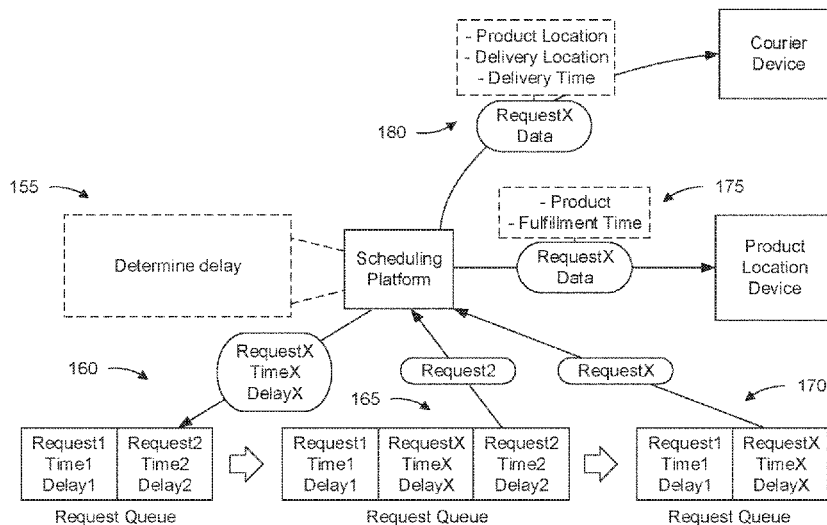 - Product Location
- Delivery Location
- Delivery Time
Courier
Device
RequestX
Data
180
155
175
- Product
- Fulfillment Time
Determine delay
Scheduling
Platform
RequestX
Data
Product
Location
Device
160
RequestX
TimeX
DelayX
Request2
RequestX
165
170
Request1
Time1
Delay1
Request2
Time2
Delay2
Request Queue
Request1
Time1
Delay1
RequestX
TimeX
DelayX
Request2
Time2
Delay2
Request Queue
Request1
Time1
Delay1
RequestX
TimeX
DelayX
Request Queue